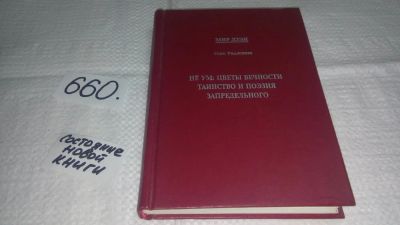 660.
СОСТОЯНИЕ
НОВОЙ
КНИГИ
НЕ УМ: ЦВЕТЫ ВЕЧНОСТИ
ТАИНСТВО И ПОЭЗИЯ
ЗАПРЕДЕЛЬНОГО